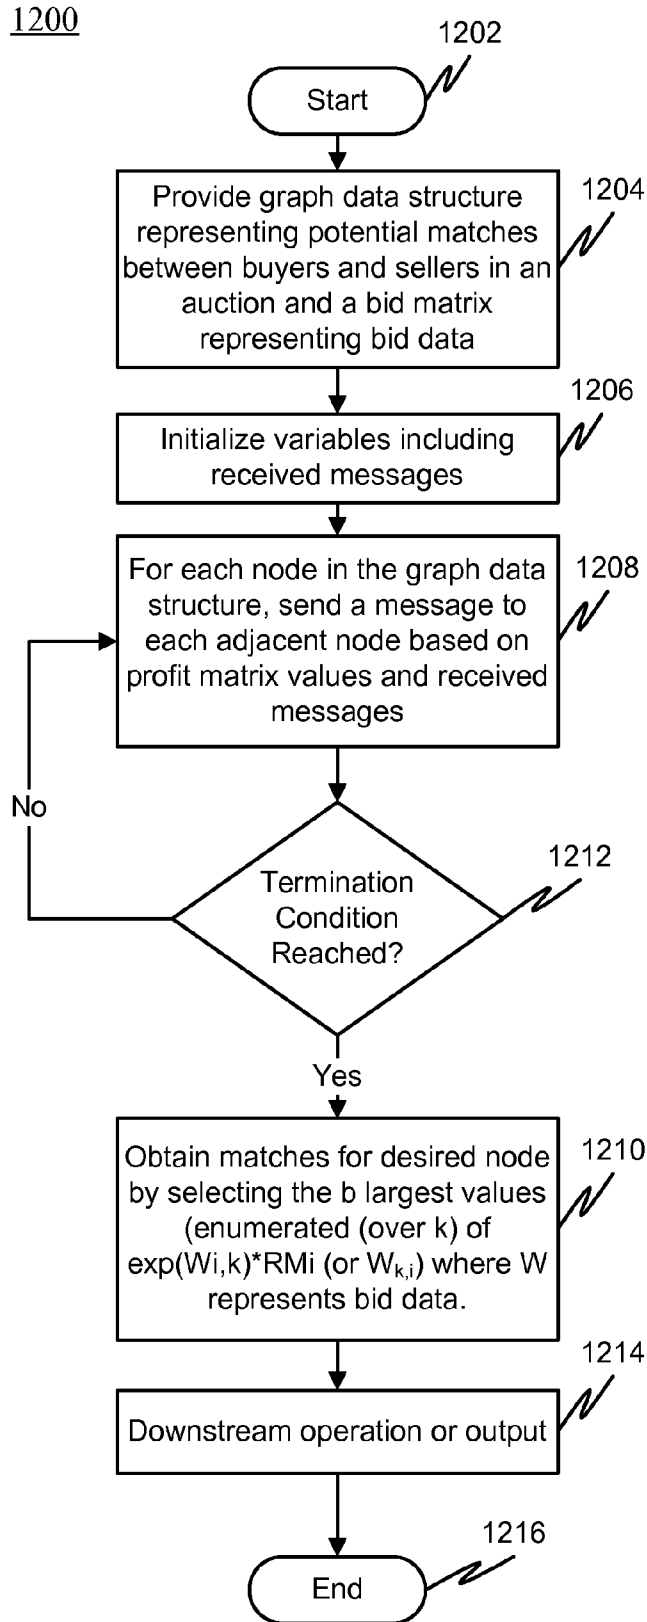 1200
1202
Start
1204
Provide graph data structure
representing potential matches
between buyers and sellers in an
auction and a bid matrix
representing bid data
1206
Initialize variables including
received messages
1208
For each node in the graph data
structure, send a message to
each adjacent node based on
profit matrix values and received
messages
No
1212
Termination
Condition
Reached?
Yes
1210
Obtain matches for desired node
by selecting the b largest values
(enumerated (over k) of
exp(Wi,k)*RMi (or Wk,i) where W
represents bid data.
1214
Downstream operation or output
1216
End